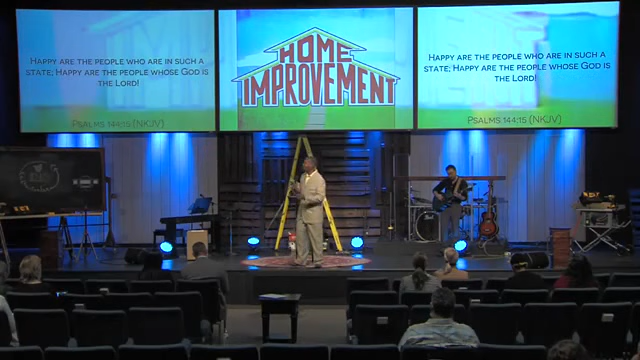 Happy are the people who are in such a
state; Happy are the people whose God is
the Lord!
Psalms 144:15 (NKJV)
HOME
IMPROVEMENT
Happy are the people who are in such a
state; Happy are the people whose God is
the Lord!
Psalms 144:15 (NKJV)